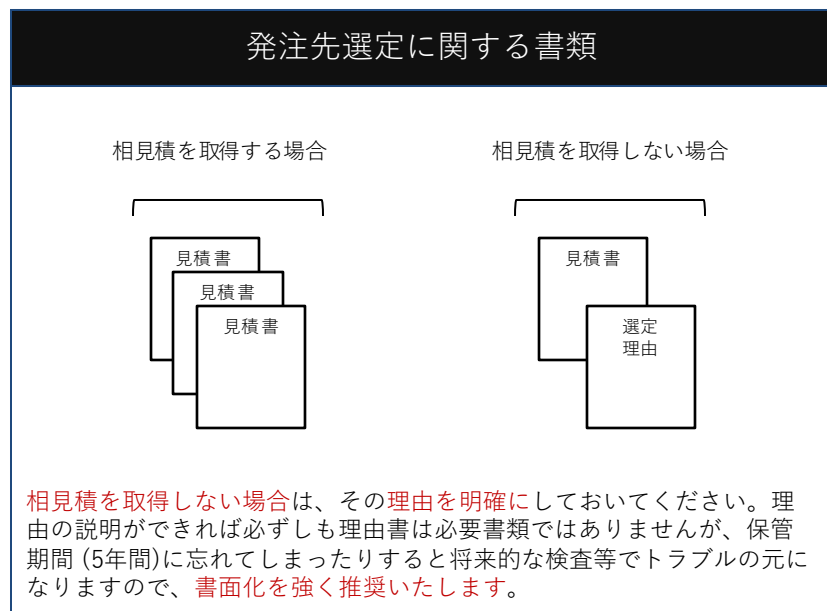 発注先選定に関する書類
相見積を取得する場合
相見積を取得しない場合
見積書
見積書
見積書
見積書
選定
理由
相見積を取得しない場合は、その理由を明確にしておいてください。理
由の説明ができれば必ずしも理由書は必要書類ではありませんが、保管
期間 (5年間)に忘れてしまったりすると将来的な検査等でトラブルの元に
なりますので、書面化を強く推奨いたします。